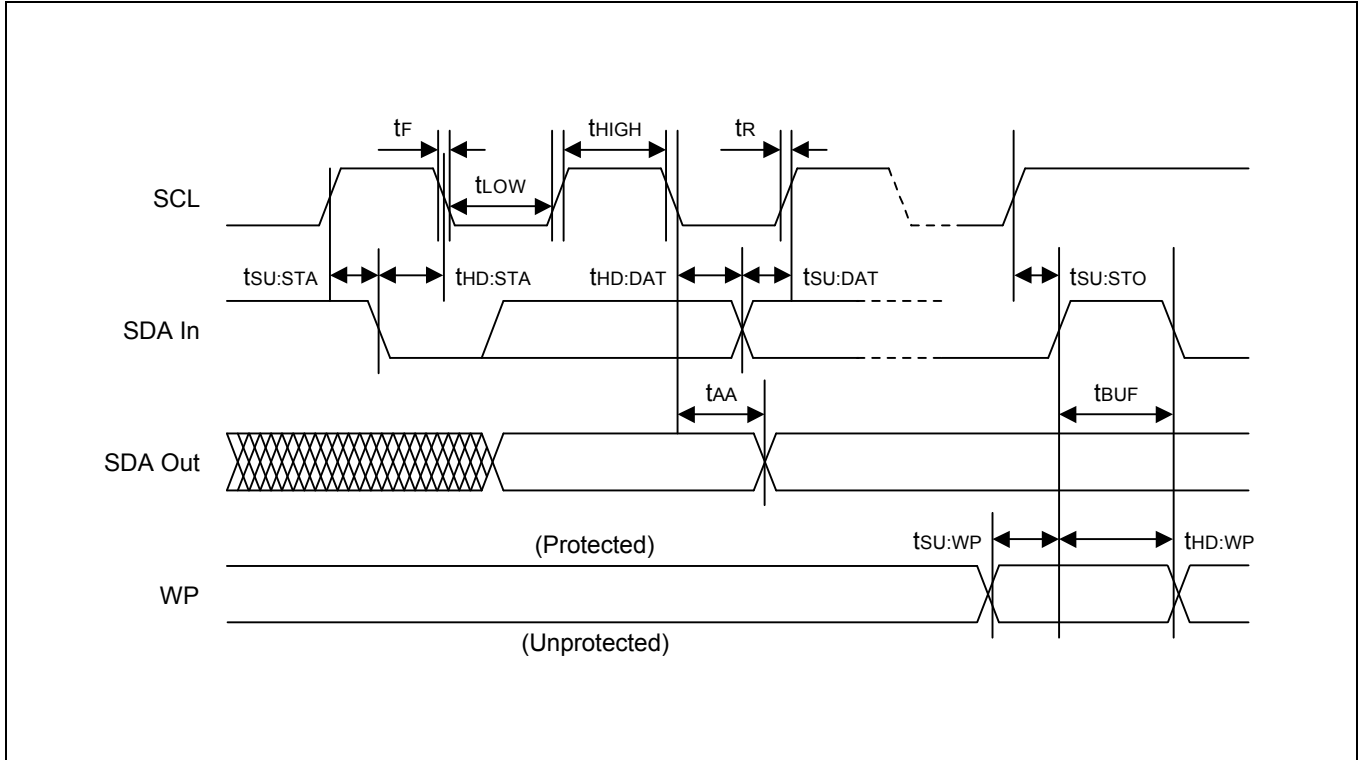 tF
tHIGH
tR
tLOW
SCL
tSU:STA
tHD:STA
tHD:DAT
tSU:DAT
tSU:STO
SDA In
tAA
tBUF
SDA Out
(Protected)
tSU:WP
tHD:WP
WP
(Unprotected)